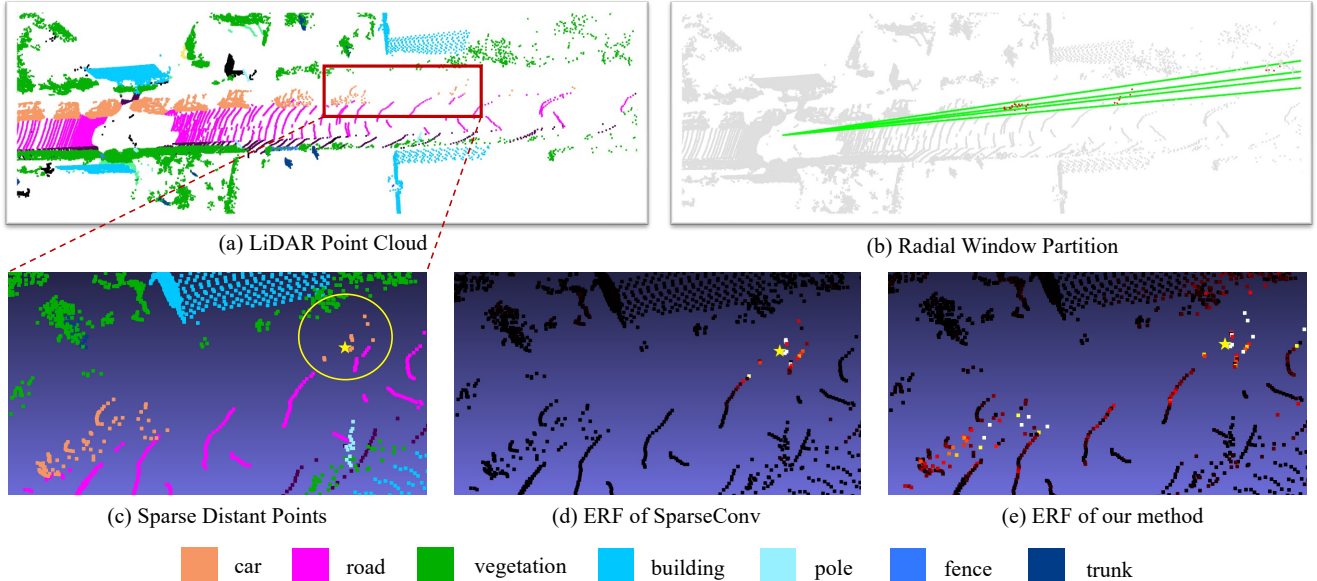 (a) LiDAR Point Cloud
(b) Radial Window Partition
(c) Sparse Distant Points
(d) ERF of SparseConv
(e) ERF of our method
car road vegetation building pole fence trunk